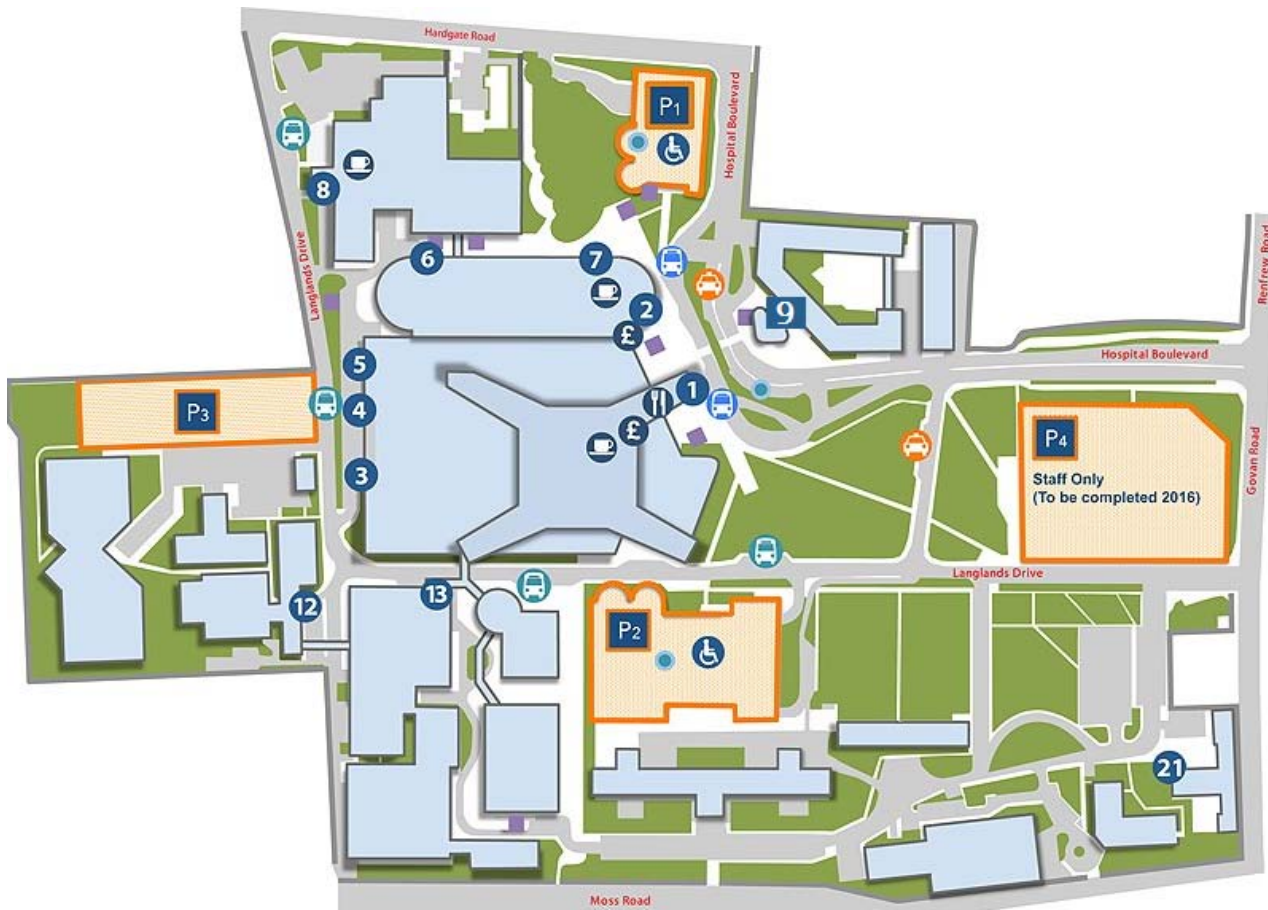 Hardgate Road
P1
Hospital Boulevard
8
Langlands Drive
6
7
2
9
Renfrew Road
£
5
Hospital Boulevard
1
P3
4
£
P4
Staff Only
(To be completed 2016)
Govan Road
3
Langlands Drive
12
13
P2
21
Moss Road